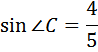 sin ∠C = 4/5